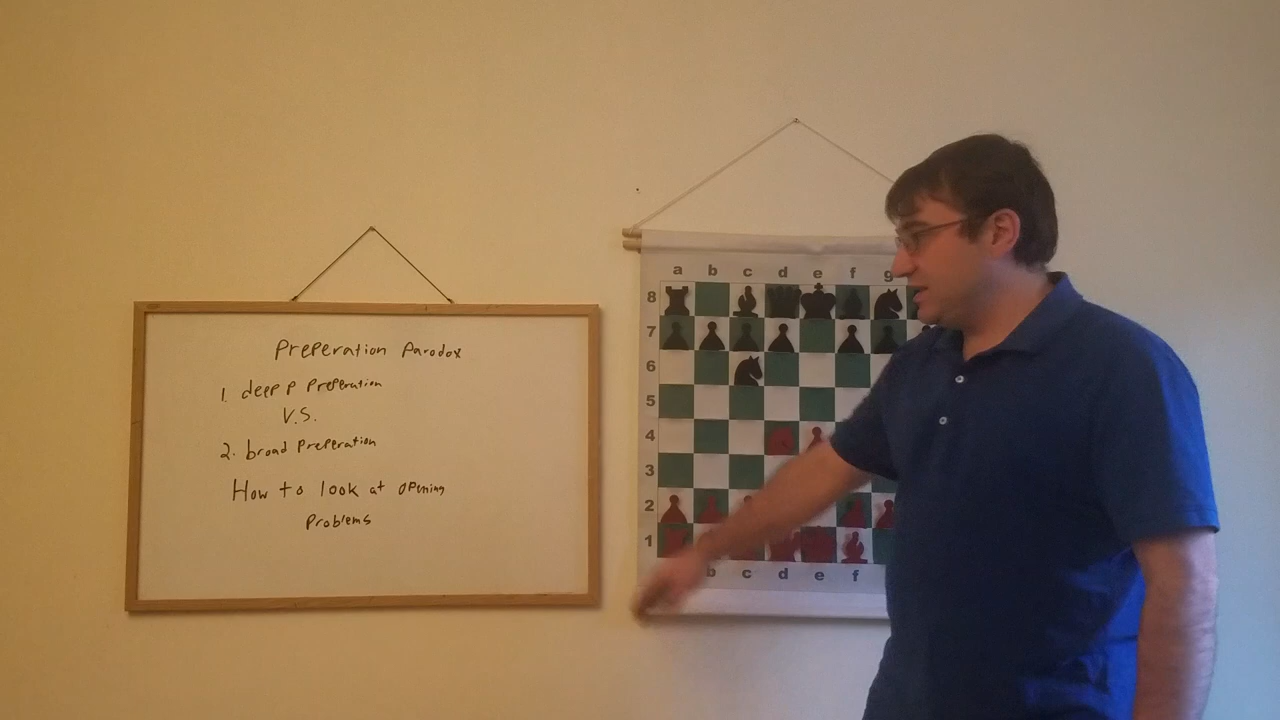 Preperation Parodox
1. deep P Preperation
V.S.
2. broad Preperation
How to look at opening
Problems
a b c d e f g
8
7
6
5
4
3
2
1
b c d e f